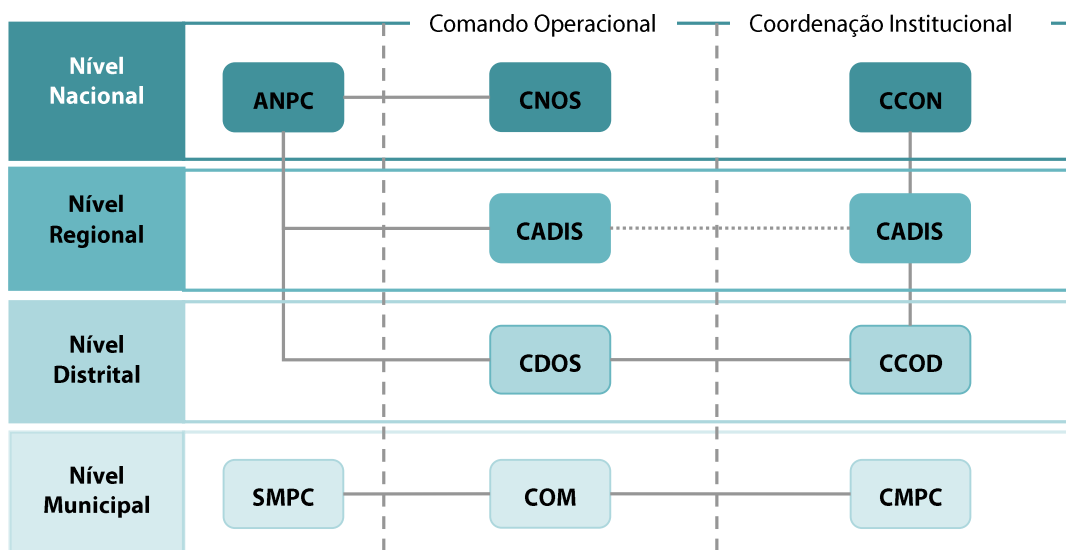 Comando Operacional
Coordenação Institucional
Nível
Nacional
ANPC
CNOS
CCON
Nível
Regional
CADIS
CADIS
Nível
Distrital
CDOS
CCOD
Nível
Municipal
SMPC
COM
CMPC